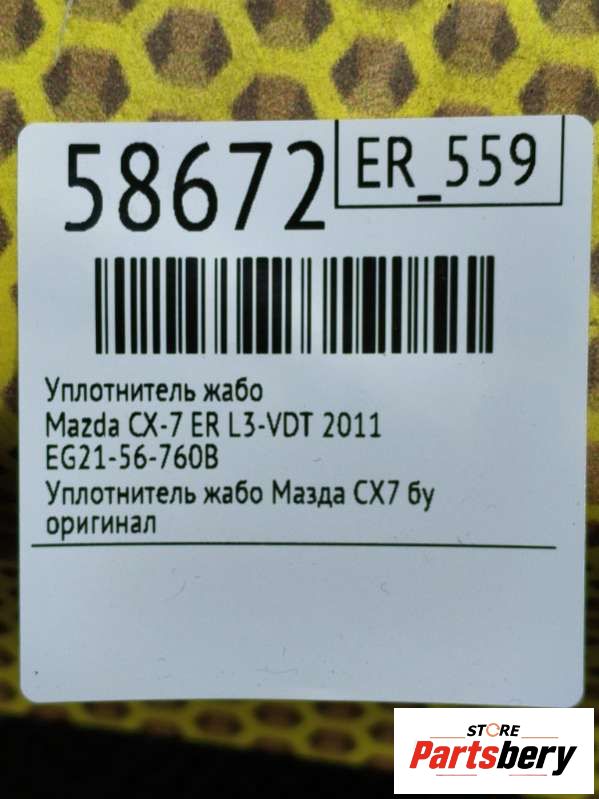 58672
ER_559
Уплотнитель жабо
Mazda CX-7 ER L3-VDT 2011
EG21-56-760B
Уплотнитель жабо Мазда СХ7 бу
оригинал
STORE
Partsbery